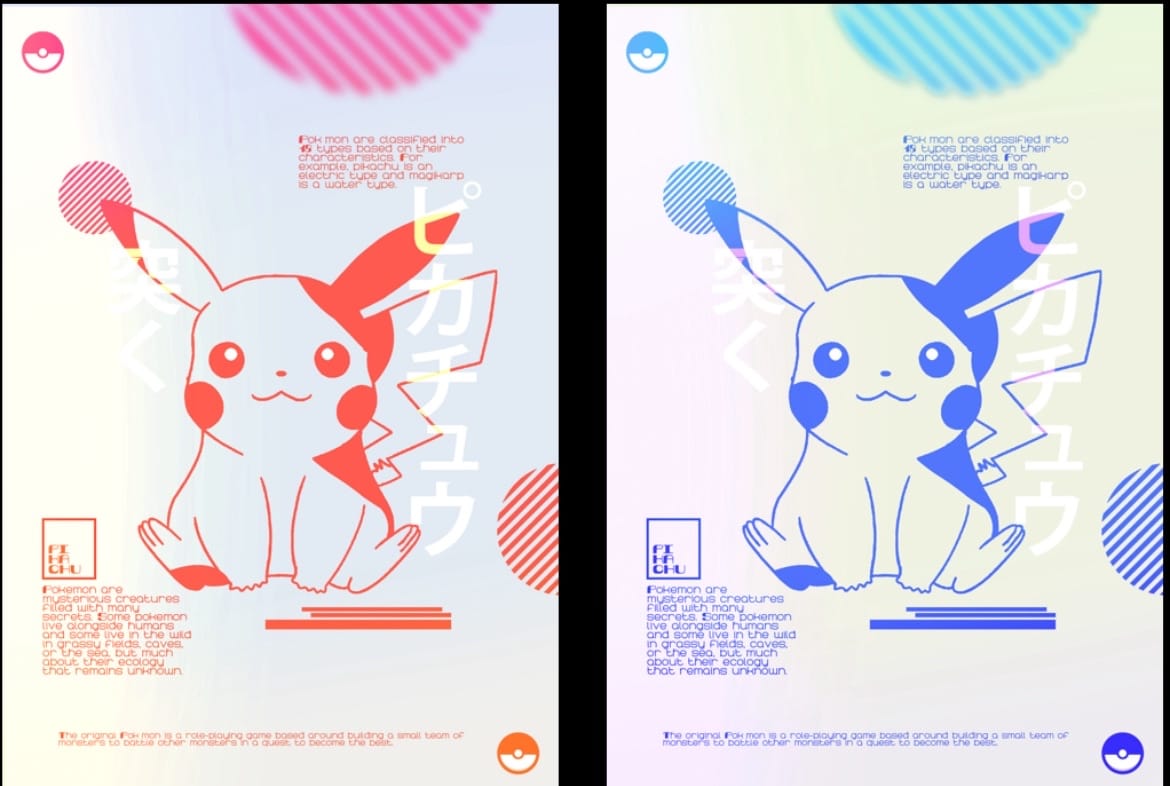 Pok mon are classified into
15 types based on their
characteristics. For
example, pikachu is an
electric type and magikarp
is a water type.
ピカチュウ
突く
PI
KA
CHU
Pokemon are
mysterious creatures
filled with many
secrets. Some pokemon
live alongside humans
and some live in the wild
in grassy fields, caves,
or the sea, but much
about their ecology
that remains unknown.
The original Pok mon is a role-playing game based around building a small team of
monsters to battle other monsters in a quest to become the best.
Pok mon are classified into
15 types based on their
characteristics. For
example, pikachu is an
electric type and magikarp
is a water type.
ピカチュウ
突く
PI
KA
CHU
Pokemon are
mysterious creatures
filled with many
secrets. Some pokemon
live alongside humans
and some live in the wild
in grassy fields, caves,
or the sea, but much
about their ecology
that remains unknown.
The original Pok mon is a role-playing game based around building a small team of
monsters to battle other monsters in a quest to become the best.